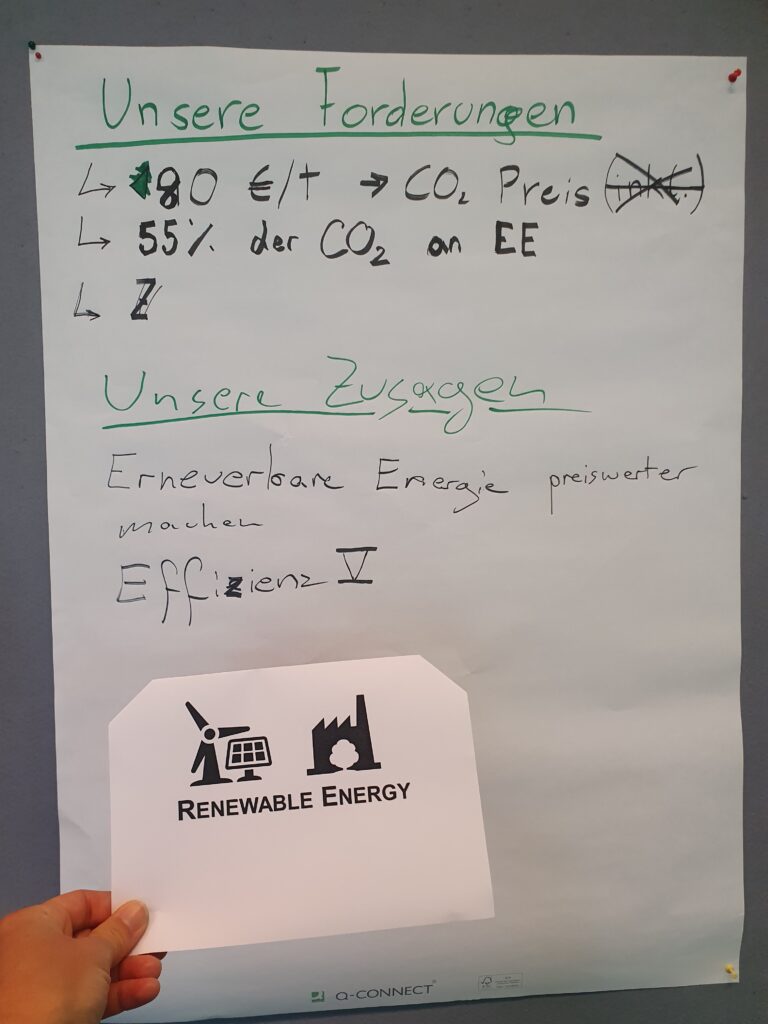 Unsere Forderungen
↳ 80 €/t → CO₂ Preis
↳ 55% der CO₂ an EE
↳ Z
Unsere Zusagen
Erneuerbare Energie preiswerter
machen
Effizienz V
RENEWABLE ENERGY
Q-CONNECT
FSC